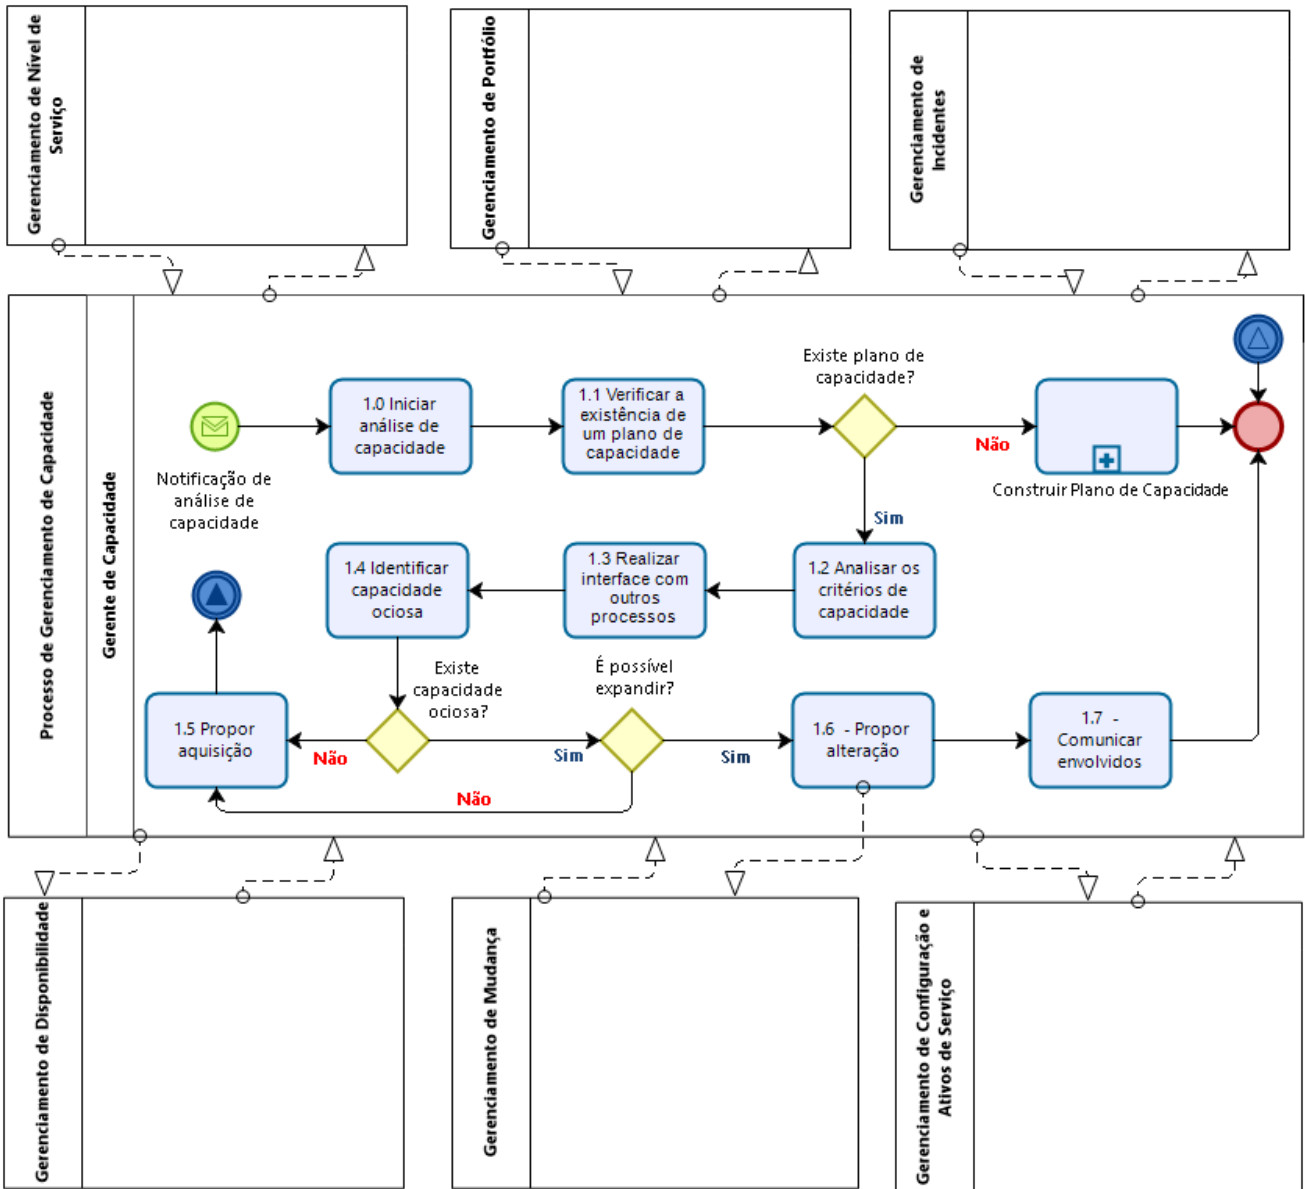 Gerenciamento de Nível de
Serviço
Gerenciamento de Portfólio
Gerenciamento de
Incidentes
Processo de Gerenciamento de Capacidade
Gerente de Capacidade
Notificação de
análise de
capacidade
1.0 Iniciar
análise de
capacidade
1.1 Verificar a
existência de
um plano de
capacidade
Existe plano de
capacidade?
Não
Construir Plano de Capacidade
Sim
1.2 Analisar os
critérios de
capacidade
1.3 Realizar
interface com
outros
processos
1.4 Identificar
capacidade
ociosa
Existe
capacidade
ociosa?
Não
1.5 Propor
aquisição
Sim
É possível
expandir?
Não
Sim
1.6 - Propor
alteração
1.7 -
Comunicar
envolvidos
Gerenciamento de Disponibilidade
Gerenciamento de Mudança
Gerenciamento de Configuração e
Ativos de Serviço